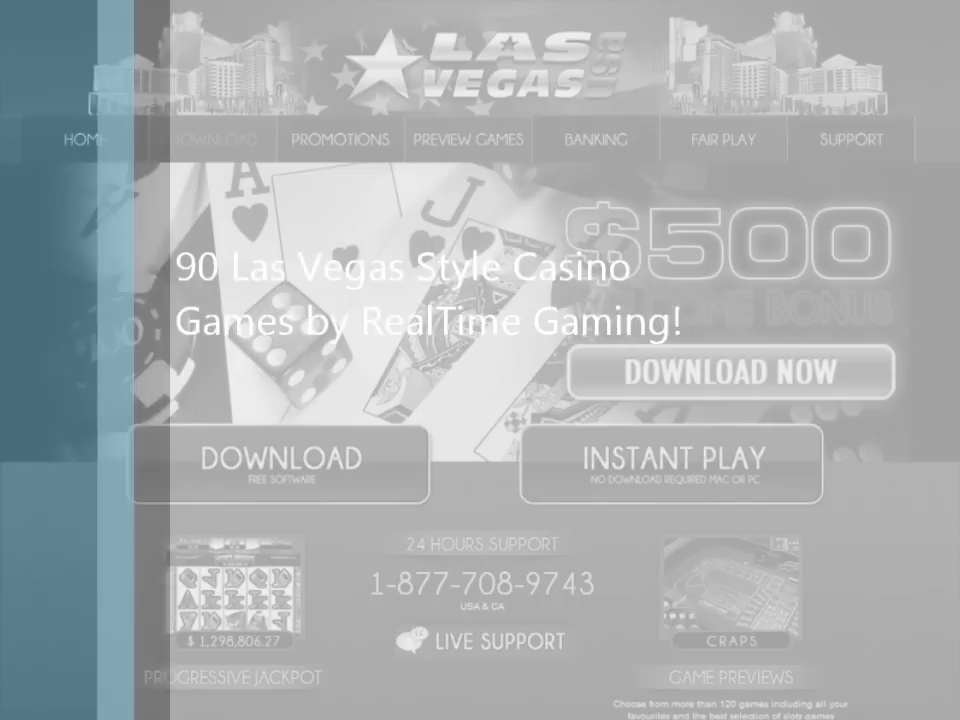 LAS
VEGAS USA
HOME DOWNLOAD PROMOTIONS PREVIEW GAMES BANKING FAIR PLAY SUPPORT
A
J
$500
90 Las Vegas Style Casino
Games by RealTime Gaming!
BONUS
DOWNLOAD NOW
DOWNLOAD
FREE SOFTWARE
INSTANT PLAY
NO DOWNLOAD REQUIRED MAC OR PC
24 HOURS SUPPORT
1-877-708-9743
USA & CA
LIVE SUPPORT
$ 1,298,806.27
CRAPS
PROGRESSIVE JACKPOT
GAME PREVIEWS
Choose from more than 120 games including all your
favourites and the best selection of slots games